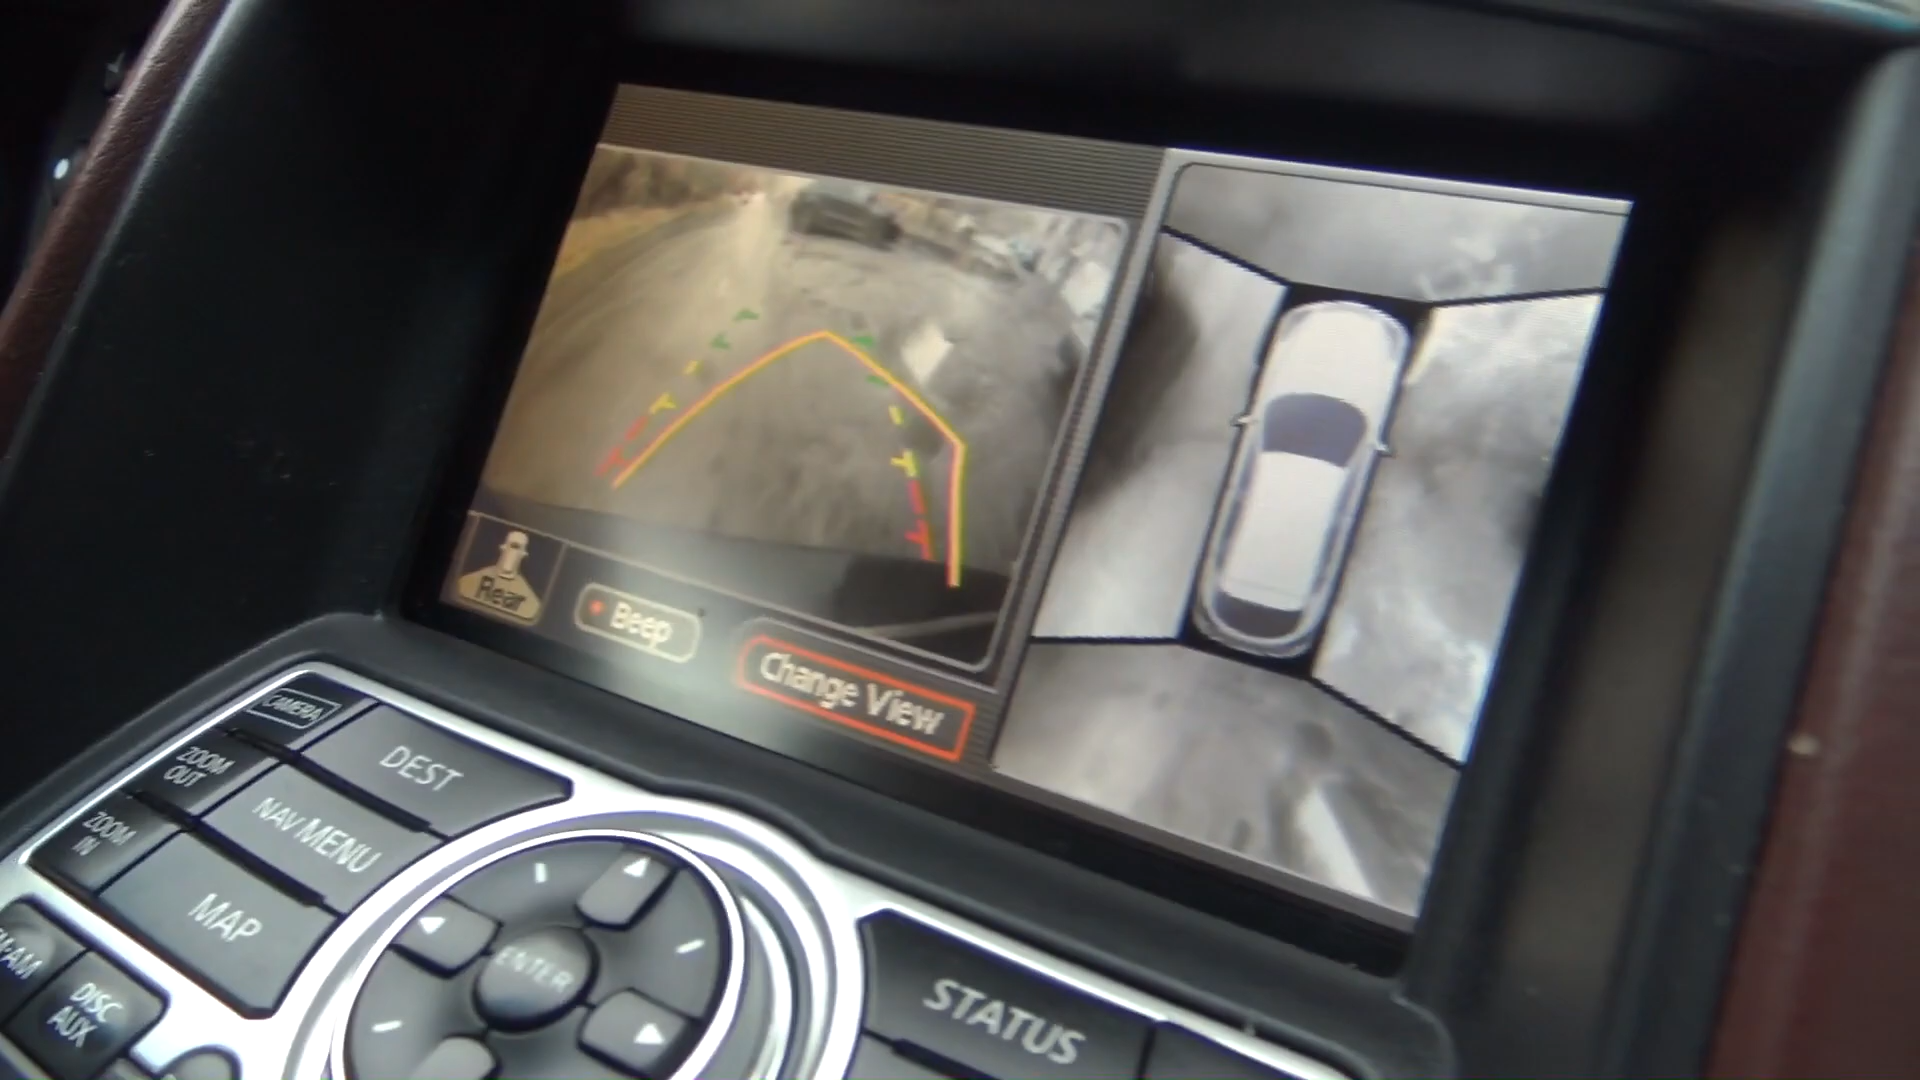 Rear
Beep
Change View
CAMERA
DEST
ZOOM
OUT
NAV MENU
ZOOM
IN
MAP
ENTER
DISC
AUX
STATUS